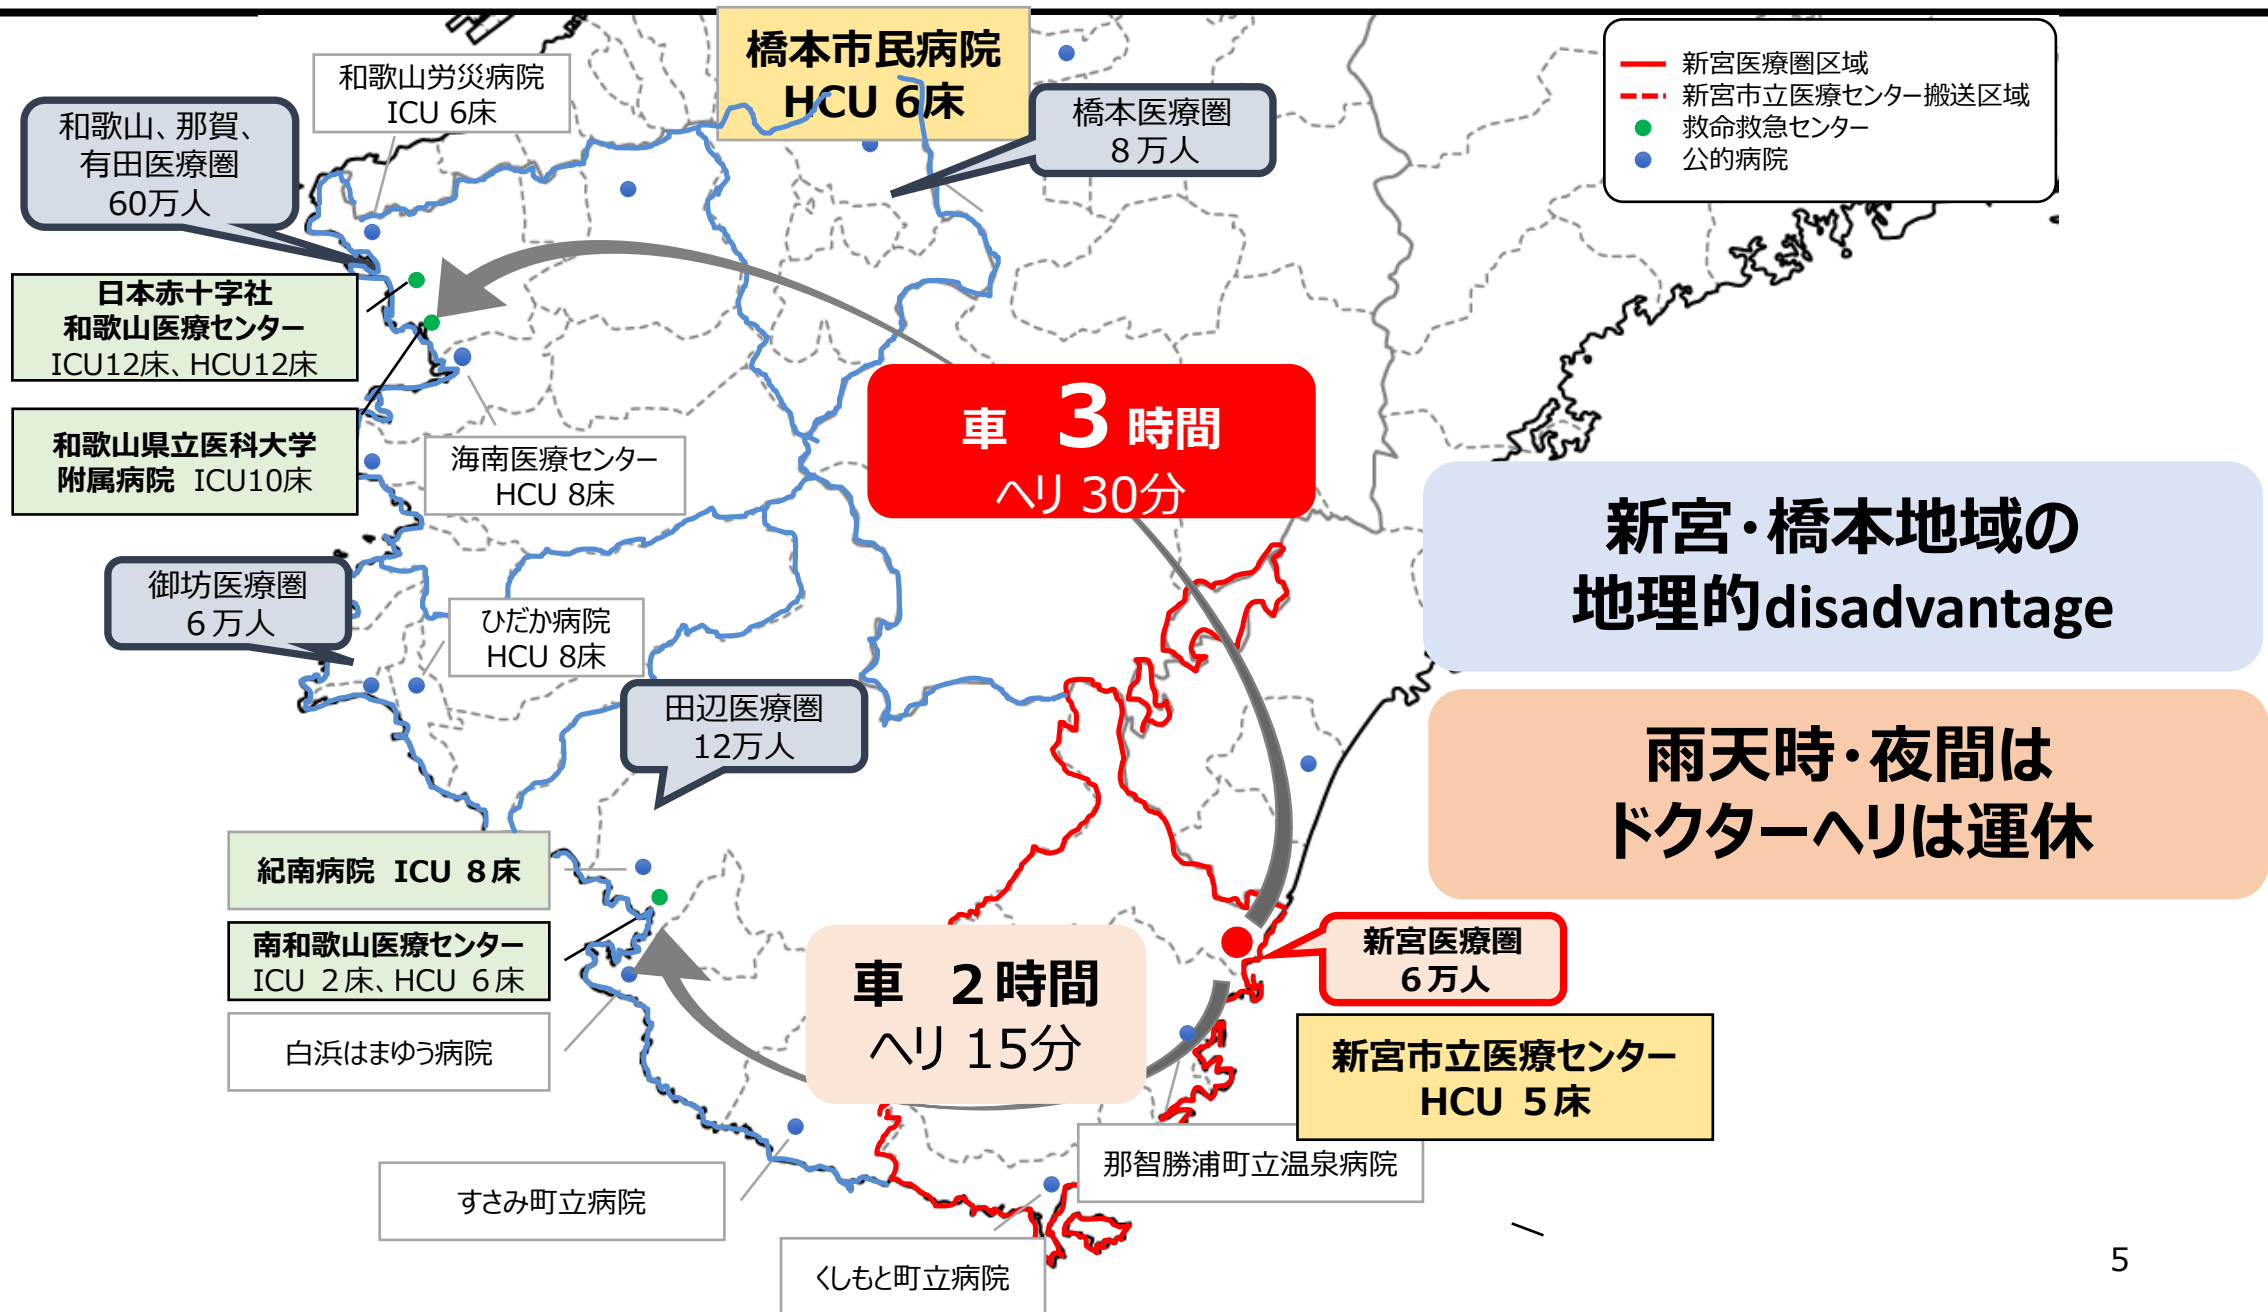 橋本市民病院
HCU 6床
新宮医療圏区域
新宮市立医療センター搬送区域
救命救急センター
公的病院
和歌山労災病院
ICU 6床
橋本医療圏
８万人
和歌山、那賀、
有田医療圏
60万人
日本赤十字社
和歌山医療センター
ICU12床、HCU12床
和歌山県立医科大学
附属病院 ICU10床
海南医療センター
HCU 8床
車 3 時間
ヘリ 30分
新宮・橋本地域の
地理的disadvantage
御坊医療圏
６万人
ひだか病院
HCU 8床
田辺医療圏
12万人
雨天時・夜間は
ドクターヘリは運休
紀南病院 ICU ８床
南和歌山医療センター
ICU ２床、HCU ６床
白浜はまゆう病院
車 ２時間
ヘリ 15分
新宮医療圏
６万人
新宮市立医療センター
HCU ５床
那智勝浦町立温泉病院
すさみ町立病院
くしもと町立病院
5